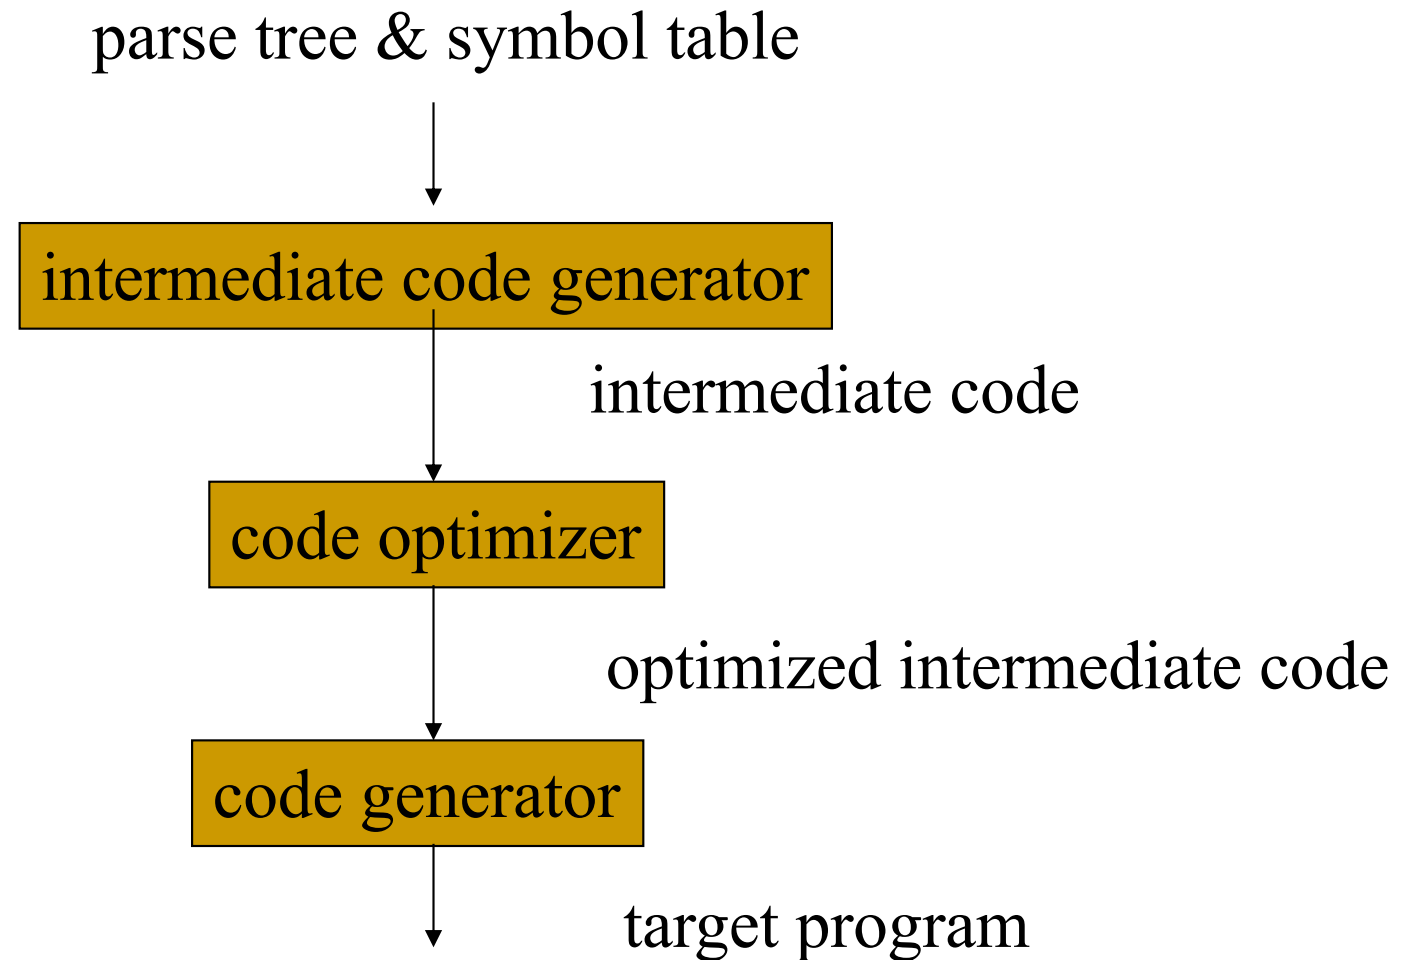 parse tree & symbol table
intermediate code generator
intermediate code
code optimizer
optimized intermediate code
code generator
target program